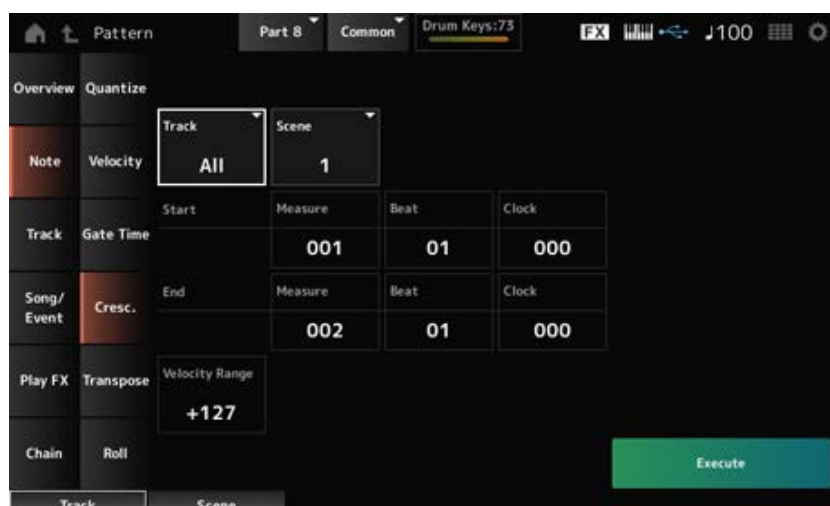 Pattern Part 8 Common Drum Keys:73 FX ♩100
Overview Quantize
Track Scene
Note Velocity All 1
Start Measure Beat Clock
Track Gate Time
001 01 000
Song/
Event
Cresc.
End Measure Beat Clock
002 01 000
Play FX Transpose Velocity Range
+127
Chain Roll Execute
Track Scene